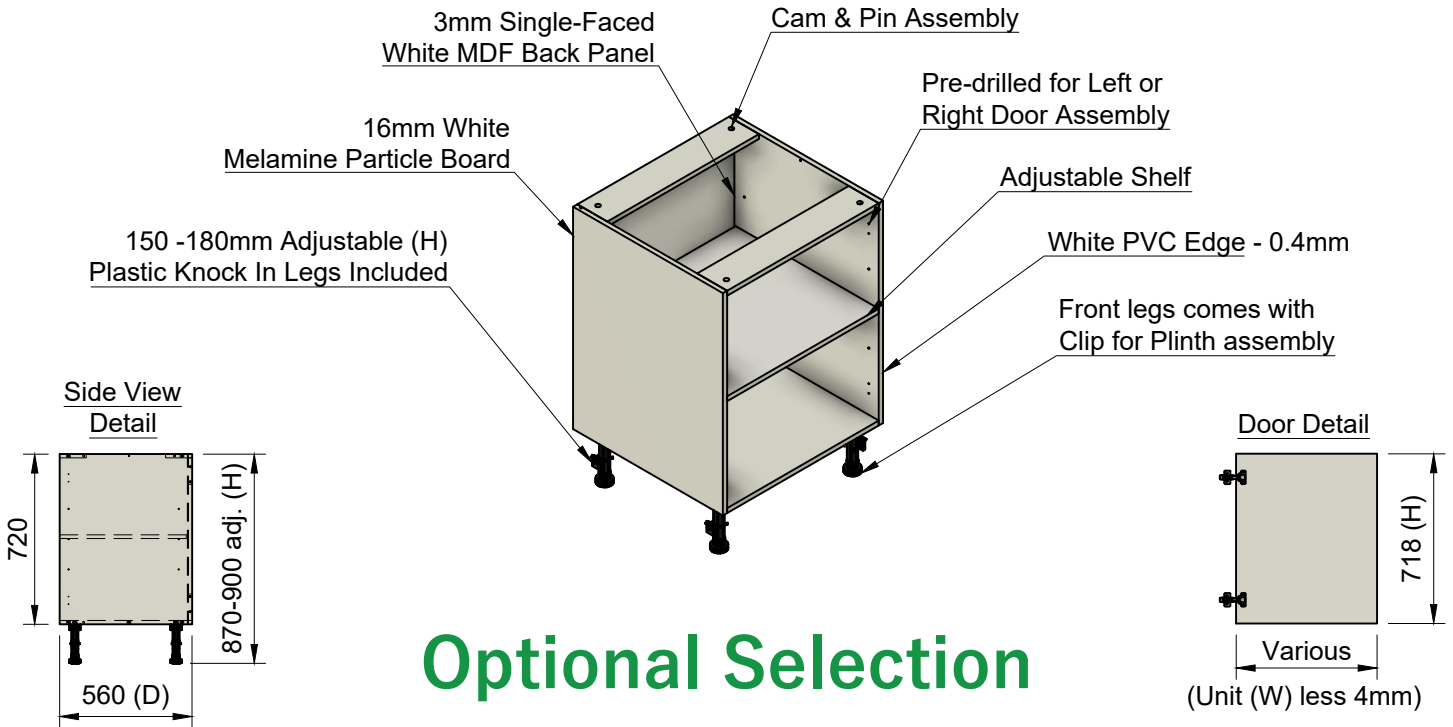 3mm Single-Faced
White MDF Back Panel
Cam & Pin Assembly
Pre-drilled for Left or
Right Door Assembly
16mm White
Melamine Particle Board
Adjustable Shelf
150 -180mm Adjustable (H)
Plastic Knock In Legs Included
White PVC Edge - 0.4mm
Front legs comes with
Clip for Plinth assembly
Side View
Detail
720
870-900 adj. (H)
560 (D)
Door Detail
718 (H)
Various
(Unit (W) less 4mm)
Optional Selection